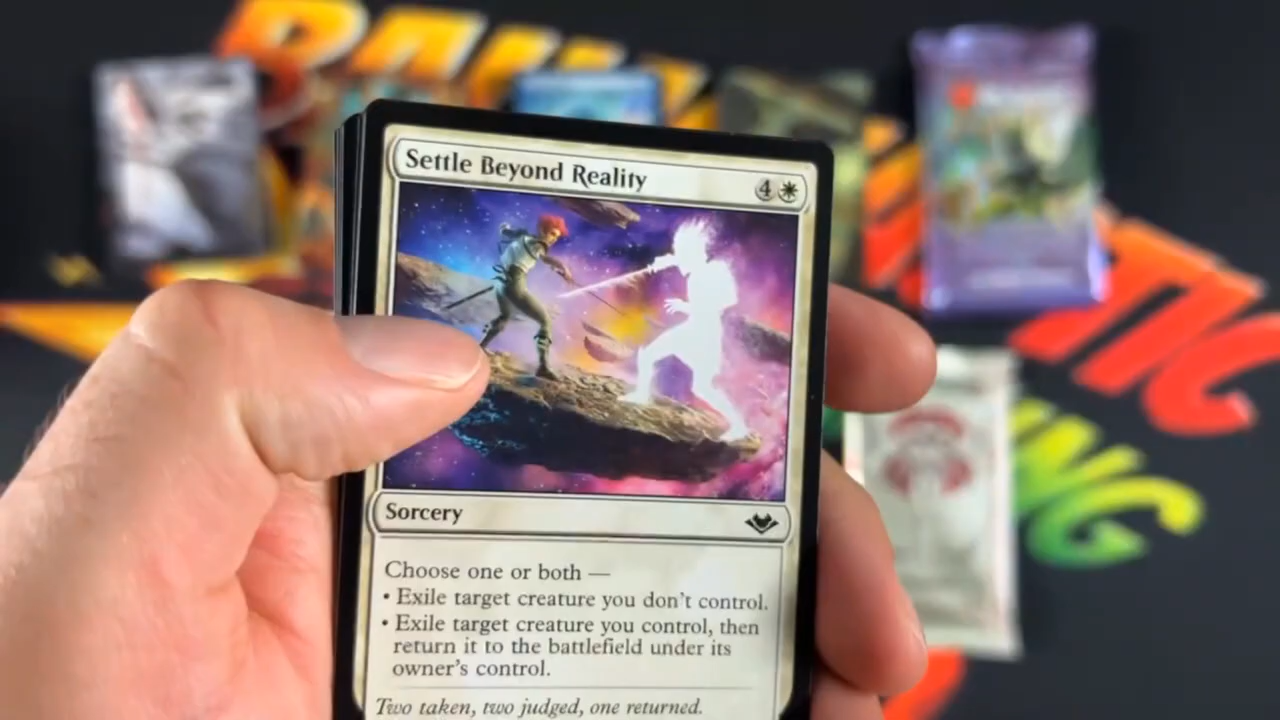 Settle Beyond Reality
4
Sorcery
Choose one or both —
• Exile target creature you don't control.
• Exile target creature you control, then
return it to the battlefield under its
owner's control.
Two taken, two judged, one returned.